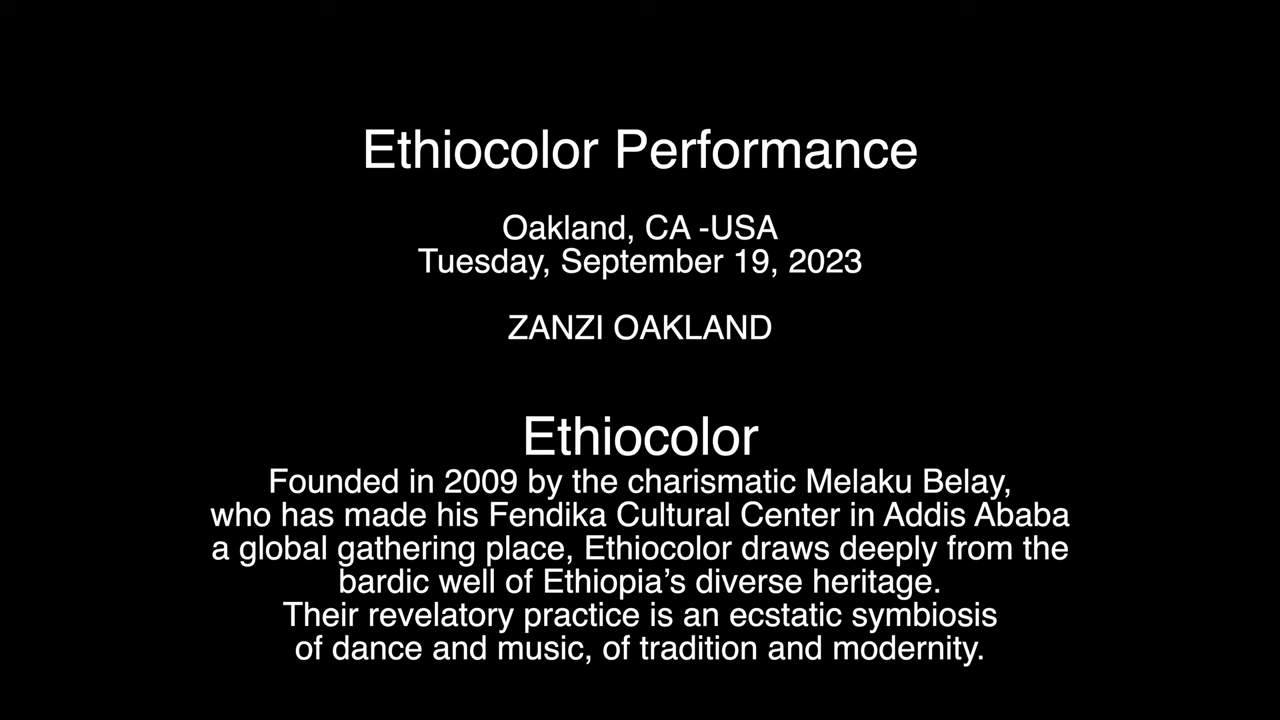 Ethiocolor Performance
Oakland, CA -USA
Tuesday, September 19, 2023
ZANZI OAKLAND
Ethiocolor
Founded in 2009 by the charismatic Melaku Belay,
who has made his Fendika Cultural Center in Addis Ababa
a global gathering place, Ethiocolor draws deeply from the
bardic well of Ethiopia’s diverse heritage.
Their revelatory practice is an ecstatic symbiosis
of dance and music, of tradition and modernity.